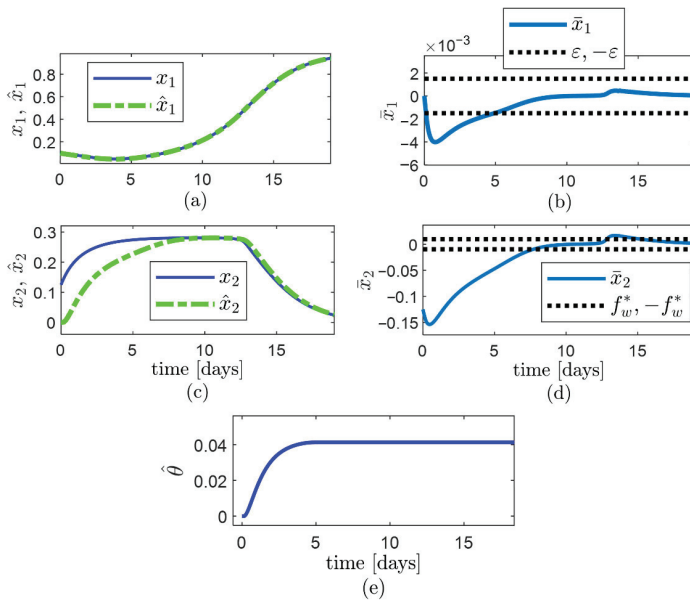 x̄₁
ε, −ε
×10⁻³
0.8
0.6
0.4
0.2
x₁, x̂₁
x₁
x̂₁
0 5 10 15
(a)
2
0
−2
−4
−6
x̄₁
0 5 10 15
(b)
0.3
0.2
0.1
0
x₂, x̂₂
x₂
x̂₂
0 5 10 15
time [days]
(c)
0
−0.05
−0.1
−0.15
x̄₂
x̄₂
f*w, −f*w
0 5 10 15
time [days]
(d)
0.04
0.02
0
θ̂
0 5 10 15
time [days]
(e)